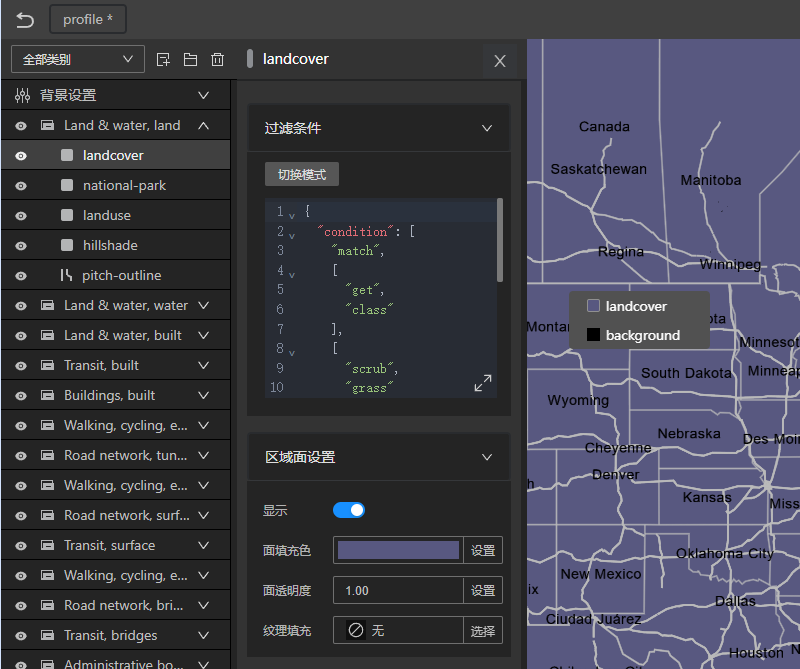 profile *
全部类别
背景设置
Land & water, land
landcover
national-park
landuse
hillshade
pitch-outline
Land & water, water
Land & water, built
Transit, built
Buildings, built
Walking, cycling, e...
Road network, tun...
Walking, cycling, e...
Road network, surf...
Transit, surface
Walking, cycling, e...
Road network, bri...
Transit, bridges
Administrative bo...
landcover
过滤条件
切换模式
1 {
2 "condition": [
3 "match",
4 [
5 "get",
6 "class"
7 ],
8 [
9 "scrub",
10 "grass"
区域面设置
显示
面填充色 设置
面透明度 1.00 设置
纹理填充 无 选择
Canada
Saskatchewan
Manitoba
Regina
Winnipeg
landcover
background
Montan
ota
Minnesot
South Dakota
Minneap
Wyoming
Nebraska
Des Moin
Cheyenne
Denver
h
Kansas
Miss
Oklahoma City
New Mexico
ix
Dallas
Ciudad Juárez
Houston
N